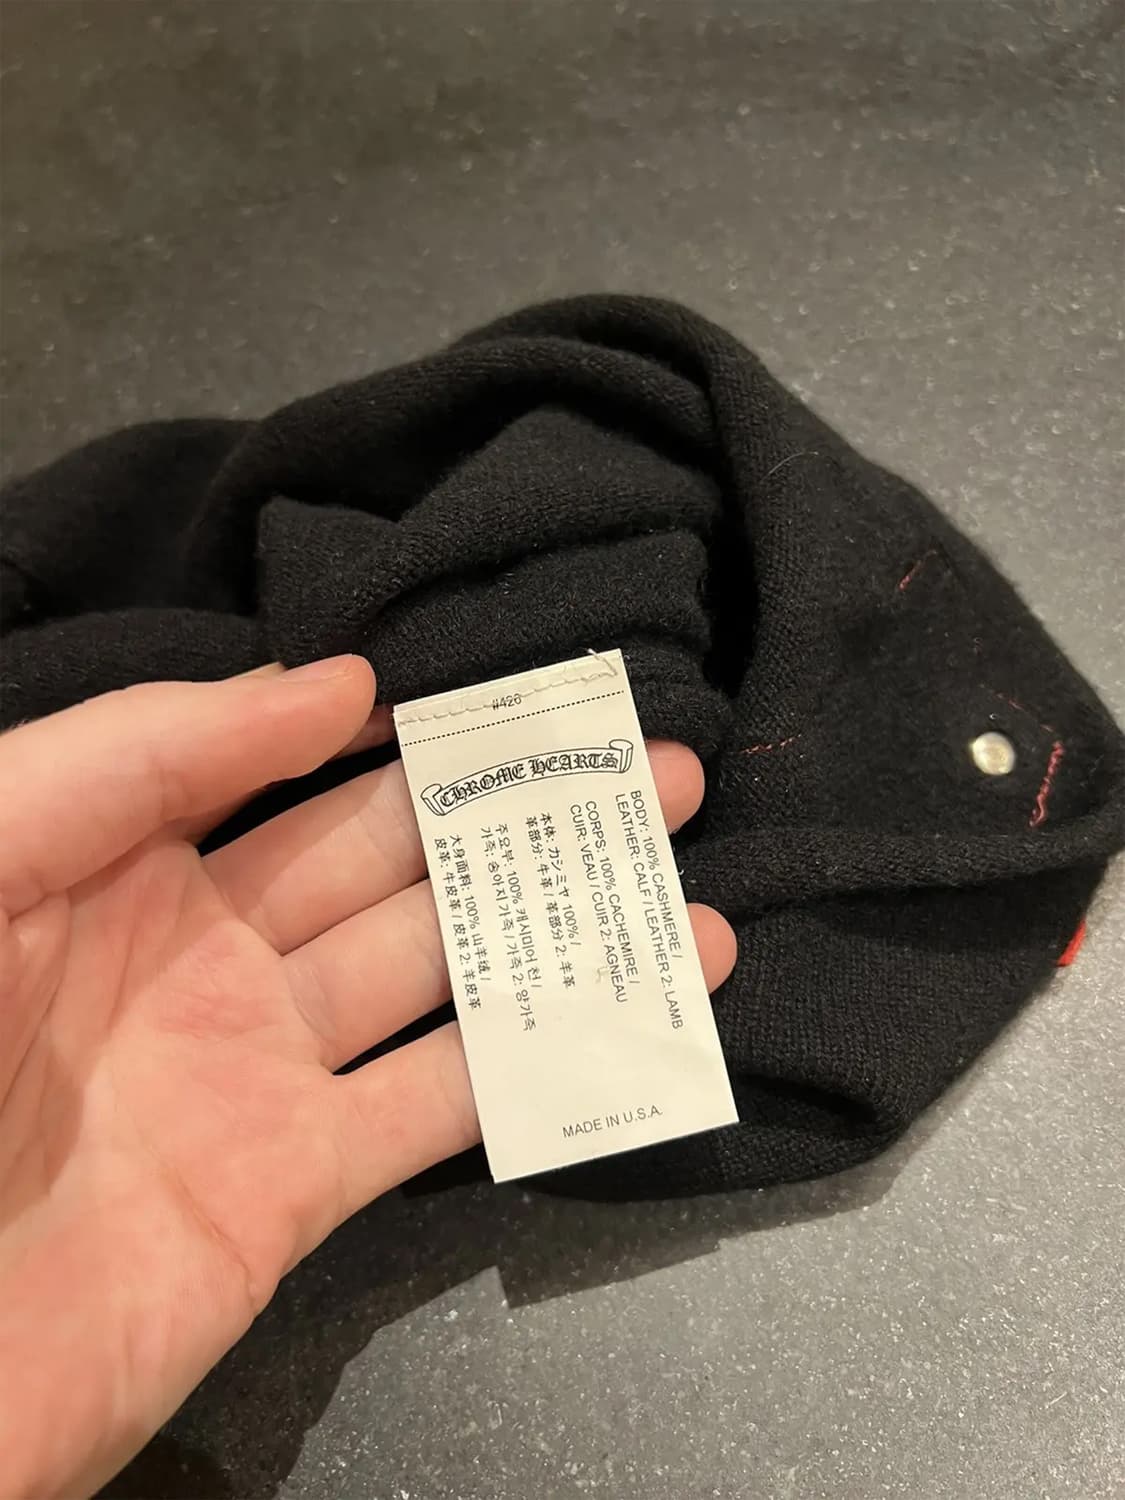 #426
CHROME HEARTS
BODY: 100% CASHMERE /
LEATHER: CALF / LEATHER 2: LAMB
CORPS: 100% CACHEMIRE /
CUIR: VEAU / CUIR 2: AGNEAU
本体: カシミヤ 100% /
革部分: 牛革 / 革部分 2: 羊革
주요부: 100% 캐시미어 천 /
가죽: 송아지 가죽 / 가죽 2: 양가죽
大身面料: 100% 山羊绒 /
皮革: 牛皮革 / 皮革 2: 羊皮革
MADE IN U.S.A.